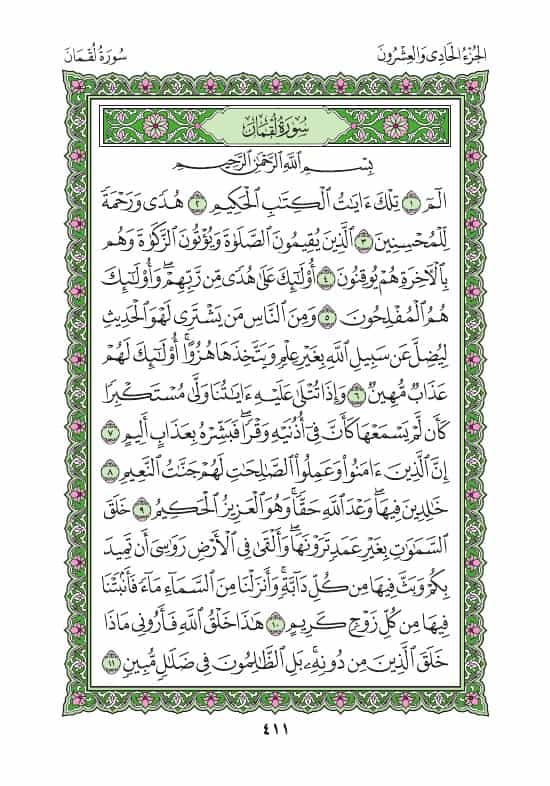 الجُزْءُ الحَادِى وَالعِشْرُونَ
سُورَةُ لُقْمَانَ
سُورَةُ لُقْمَانَ
بِسْمِ ٱللَّهِ ٱلرَّحْمَٰنِ ٱلرَّحِيمِ
الٓمٓ ١ تِلْكَ ءَايَٰتُ ٱلْكِتَٰبِ ٱلْحَكِيمِ ٢ هُدًى وَرَحْمَةً
لِّلْمُحْسِنِينَ ٣ ٱلَّذِينَ يُقِيمُونَ ٱلصَّلَوٰةَ وَيُؤْتُونَ ٱلزَّكَوٰةَ وَهُم
بِٱلْءَاخِرَةِ هُمْ يُوقِنُونَ ٤ أُو۟لَٰٓئِكَ عَلَىٰ هُدًى مِّن رَّبِّهِمْ ۖ وَأُو۟لَٰٓئِكَ
هُمُ ٱلْمُفْلِحُونَ ٥ وَمِنَ ٱلنَّاسِ مَن يَشْتَرِى لَهْوَ ٱلْحَدِيثِ
لِيُضِلَّ عَن سَبِيلِ ٱللَّهِ بِغَيْرِ عِلْمٍ وَيَتَّخِذَهَا هُزُوًا ۚ أُو۟لَٰٓئِكَ لَهُمْ
عَذَابٌ مُّهِينٌ ٦ وَإِذَا تُتْلَىٰ عَلَيْهِ ءَايَٰتُنَا وَلَّىٰ مُسْتَكْبِرًا
كَأَن لَّمْ يَسْمَعْهَا كَأَنَّ فِىٓ أُذُنَيْهِ وَقْرًا ۖ فَبَشِّرْهُ بِعَذَابٍ أَلِيمٍ ٧
إِنَّ ٱلَّذِينَ ءَامَنُوا۟ وَعَمِلُوا۟ ٱلصَّٰلِحَٰتِ لَهُمْ جَنَّٰتُ ٱلنَّعِيمِ ٨
خَٰلِدِينَ فِيهَا ۖ وَعْدَ ٱللَّهِ حَقًّا ۚ وَهُوَ ٱلْعَزِيزُ ٱلْحَكِيمُ ٩ خَلَقَ
ٱلسَّمَٰوَٰتِ بِغَيْرِ عَمَدٍ تَرَوْنَهَا ۖ وَأَلْقَىٰ فِى ٱلْأَرْضِ رَوَٰسِىَ أَن تَمِيدَ
بِكُمْ وَبَثَّ فِيهَا مِن كُلِّ دَآبَّةٍ ۚ وَأَنزَلْنَا مِنَ ٱلسَّمَآءِ مَآءً فَأَنۢبَتْنَا
فِيهَا مِن كُلِّ زَوْجٍ كَرِيمٍ ١٠ هَٰذَا خَلْقُ ٱللَّهِ فَأَرُونِى مَاذَا
خَلَقَ ٱلَّذِينَ مِن دُونِهِۦ ۚ بَلِ ٱلظَّٰلِمُونَ فِى ضَلَٰلٍ مُّبِينٍ ١١
٤١١